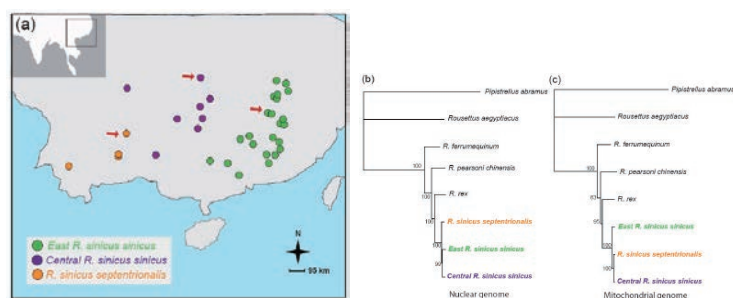 (a)
East R. sinicus sinicus
Central R. sinicus sinicus
R. sinicus septentrionalis
N
95 km
(b)
Pipistrellus abramus
Rousettus aegyptiacus
R. ferrumequinum
100
R. pearsoni chinensis
100
R. rex
100
R. sinicus septentrionalis
100
East R. sinicus sinicus
Central R. sinicus sinicus
Nuclear genome
(c)
Pipistrellus abramus
Rousettus aegyptiacus
R. ferrumequinum
100
R. pearsoni chinensis
R. rex
East R. sinicus sinicus
100
R. sinicus septentrionalis
100
Central R. sinicus sinicus
Mitochondrial genome